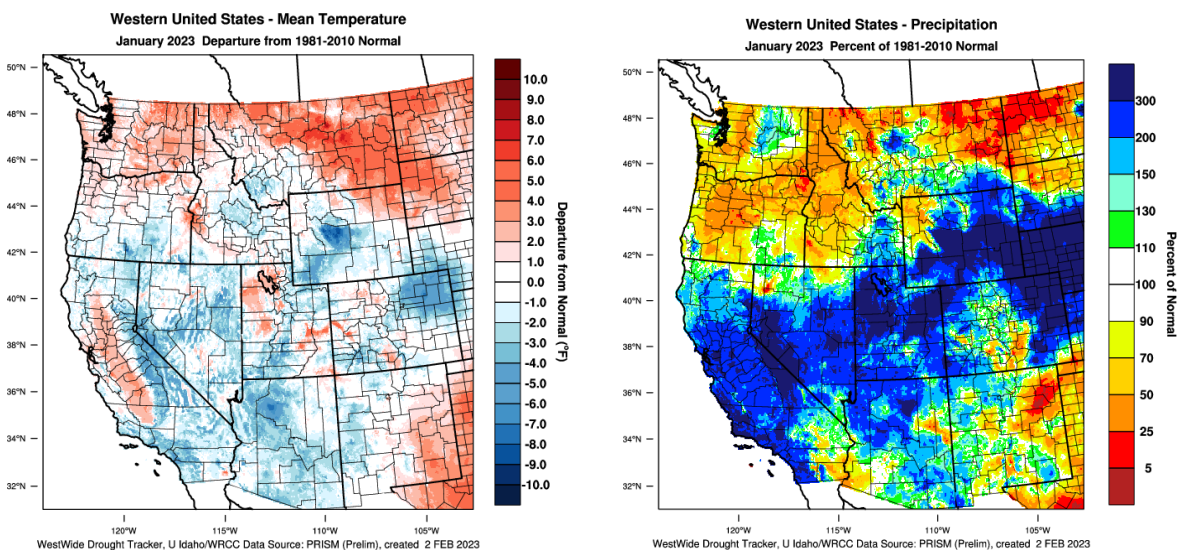 Western United States - Mean Temperature
January 2023 Departure from 1981-2010 Normal
50°N
48°N
46°N
44°N
42°N
40°N
38°N
36°N
34°N
32°N
120°W
115°W
110°W
105°W
10.0
9.0
8.0
7.0
6.0
5.0
4.0
3.0
2.0
1.0
0.0
-1.0
-2.0
-3.0
-4.0
-5.0
-6.0
-7.0
-8.0
-9.0
-10.0
Departure from Normal (°F)
WestWide Drought Tracker, U Idaho/WRCC Data Source: PRISM (Prelim), created 2 FEB 2023
Western United States - Precipitation
January 2023 Percent of 1981-2010 Normal
50°N
48°N
46°N
44°N
42°N
40°N
38°N
36°N
34°N
32°N
120°W
115°W
110°W
105°W
300
200
150
130
110
100
90
70
50
25
5
Percent of Normal
WestWide Drought Tracker, U Idaho/WRCC Data Source: PRISM (Prelim), created 2 FEB 2023